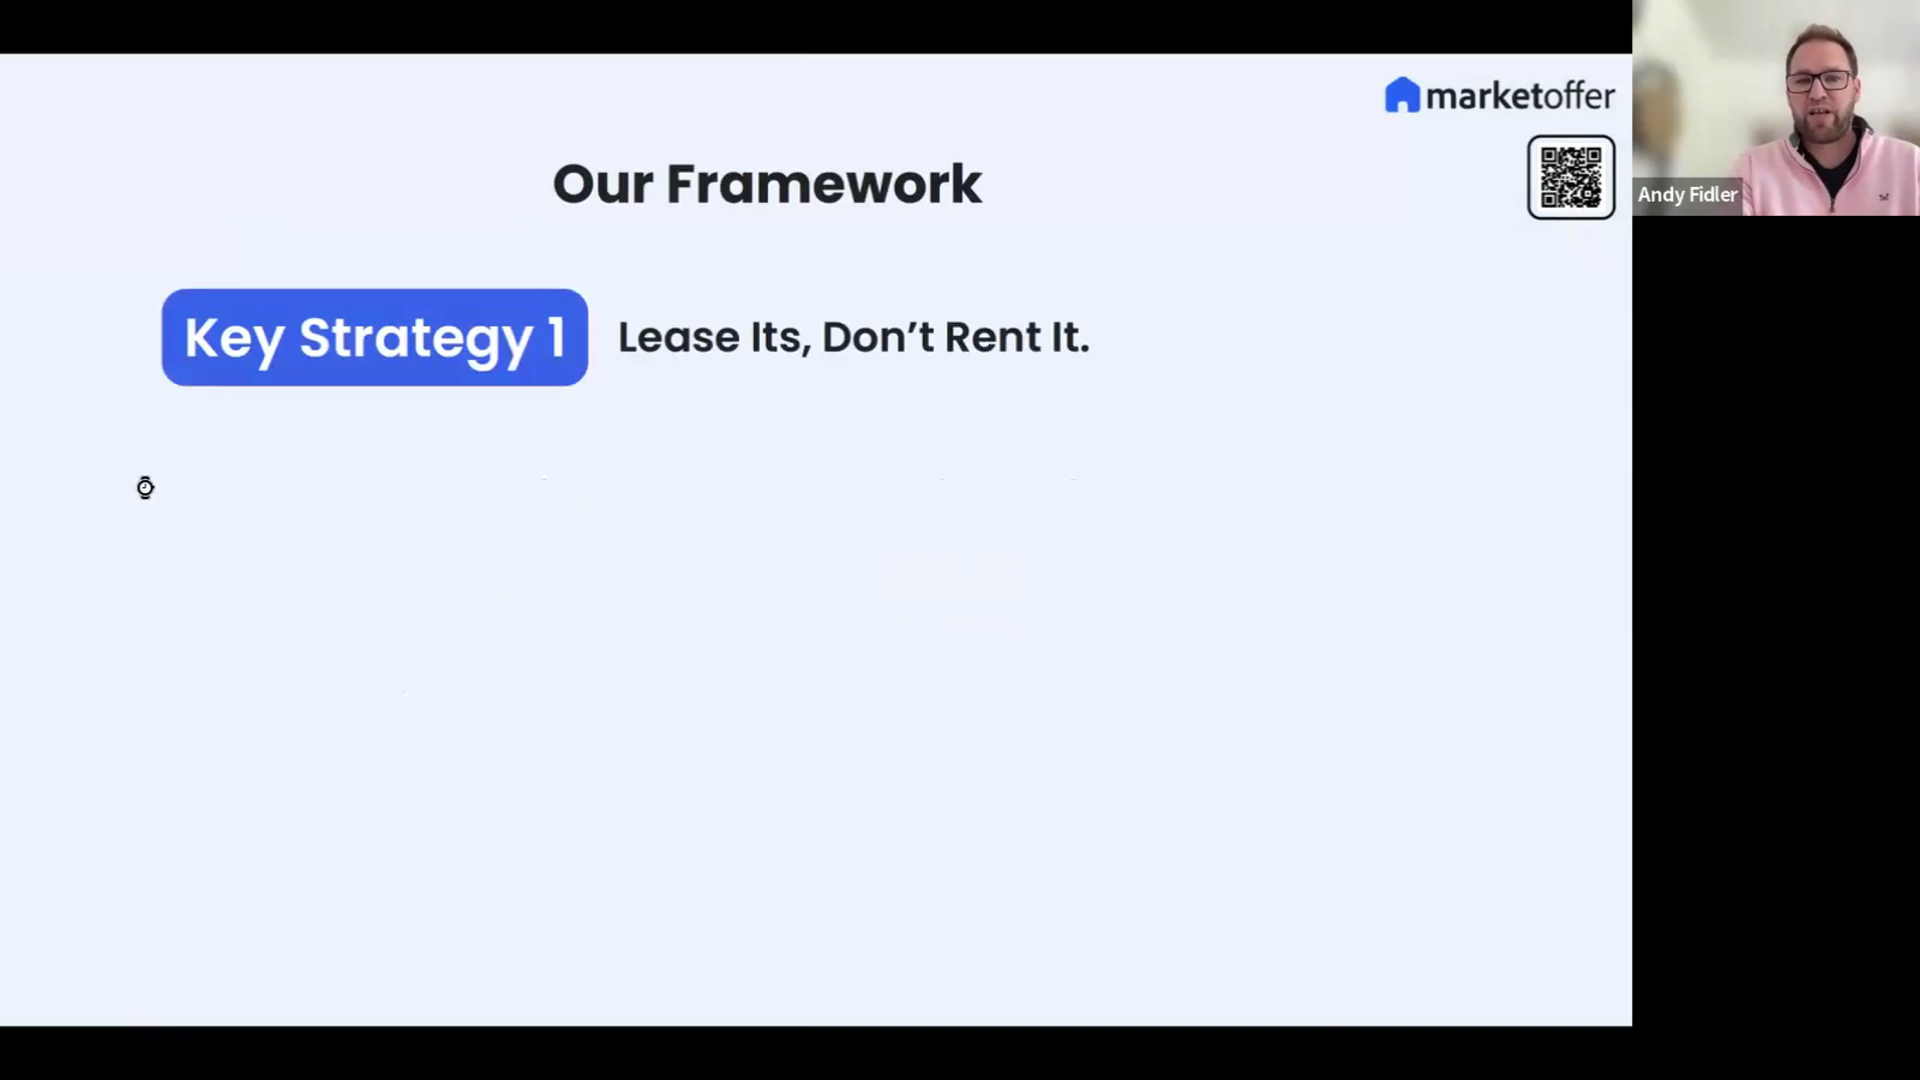 marketoffer
Our Framework
Andy Fidler
Key Strategy 1
Lease Its, Don’t Rent It.